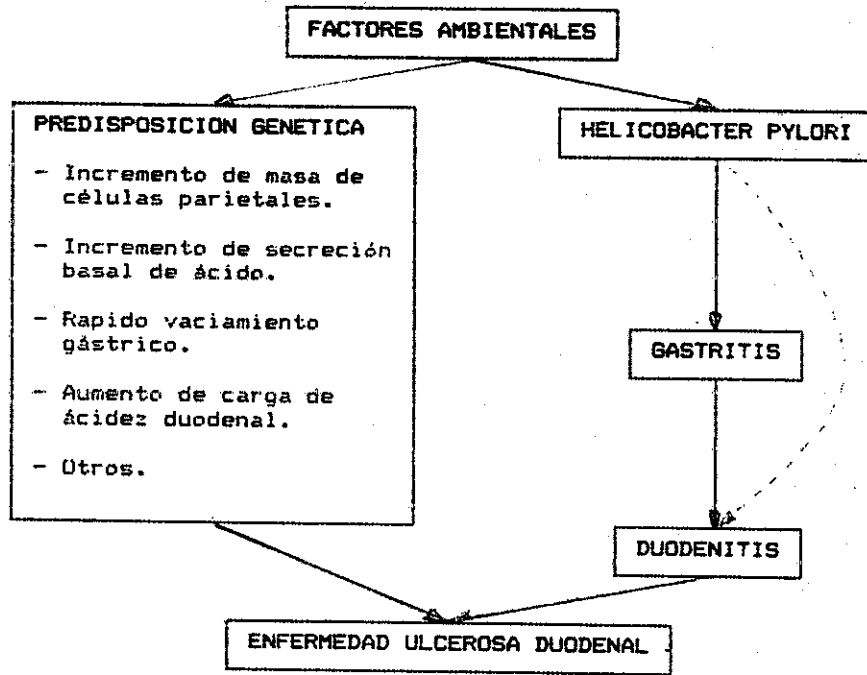 FACTORES AMBIENTALES
PREDISPOSICION GENETICA
- Incremento de masa de
células parietales.
- Incremento de secreción
basal de ácido.
- Rapido vaciamiento
gástrico.
- Aumento de carga de
ácidez duodenal.
- Otros.
HELICOBACTER PYLORI
GASTRITIS
DUODENITIS
ENFERMEDAD ULCEROSA DUODENAL